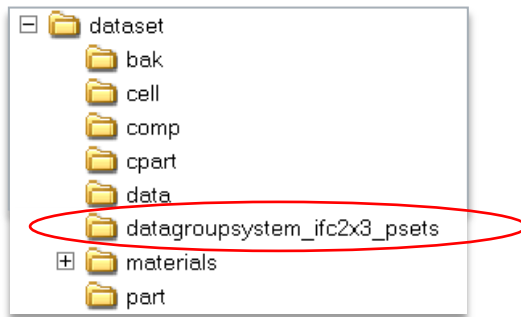 dataset
bak
cell
comp
cpart
data
datagroupsystem_ifc2x3_psets
materials
part